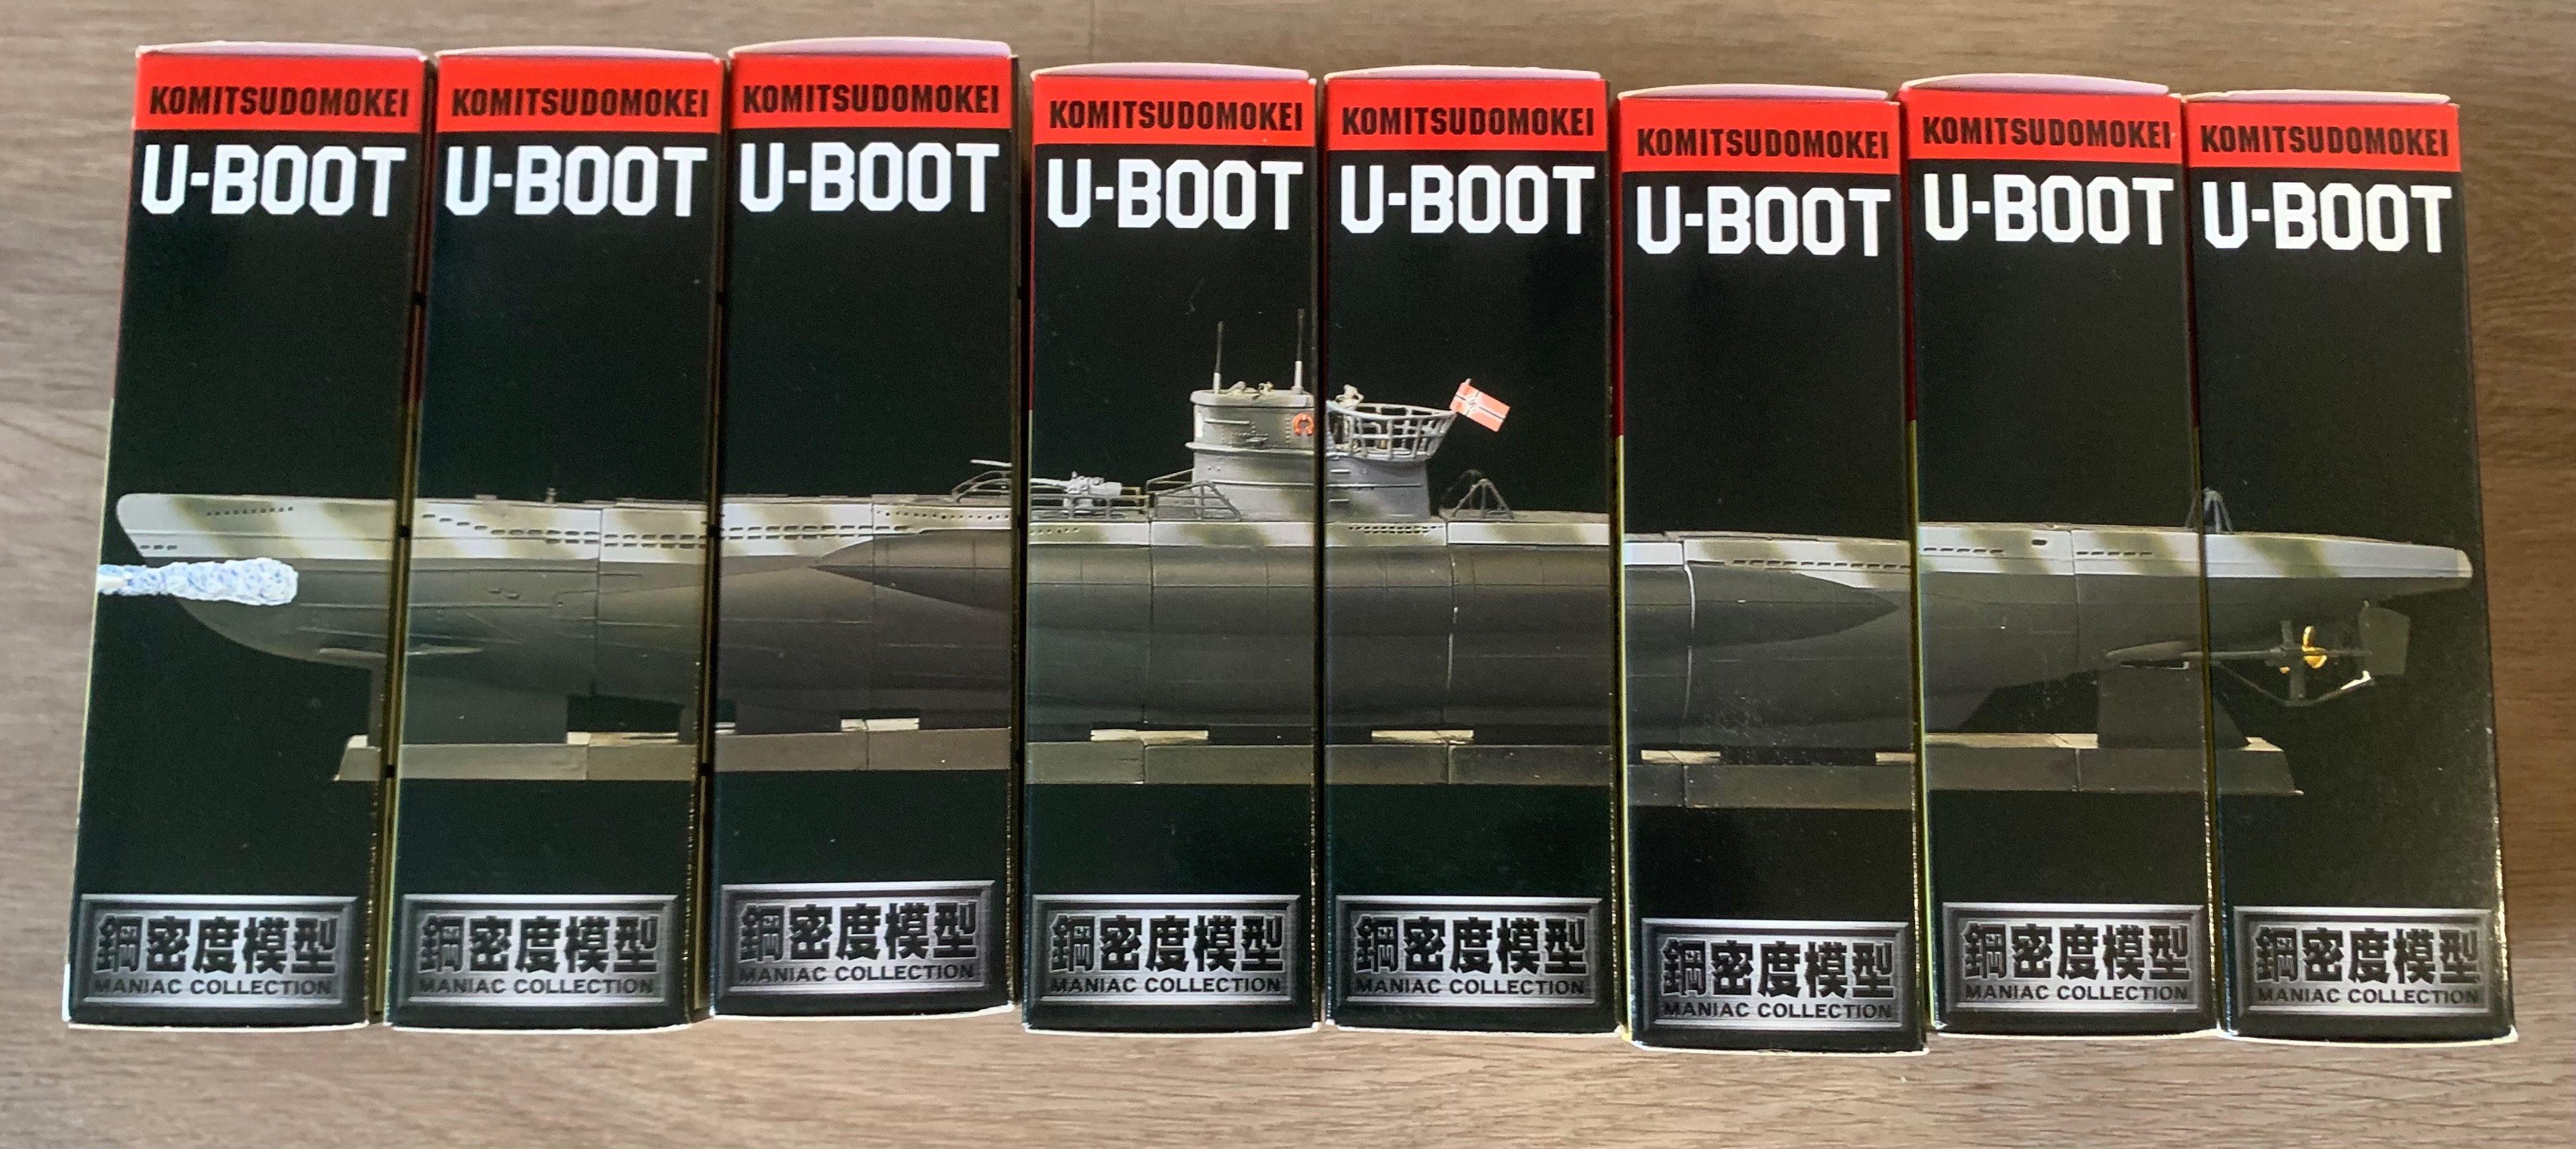 KOMITSUDOMOKEI
U-BOOT
鋼密度模型
MANIAC COLLECTION
KOMITSUDOMOKEI
U-BOOT
鋼密度模型
MANIAC COLLECTION
KOMITSUDOMOKEI
U-BOOT
鋼密度模型
MANIAC COLLECTION
KOMITSUDOMOKEI
U-BOOT
鋼密度模型
MANIAC COLLECTION
KOMITSUDOMOKEI
U-BOOT
鋼密度模型
MANIAC COLLECTION
KOMITSUDOMOKEI
U-BOOT
鋼密度模型
MANIAC COLLECTION
KOMITSUDOMOKEI
U-BOOT
鋼密度模型
MANIAC COLLECTION
KOMITSUDOMOKEI
U-BOOT
鋼密度模型
MANIAC COLLECTION